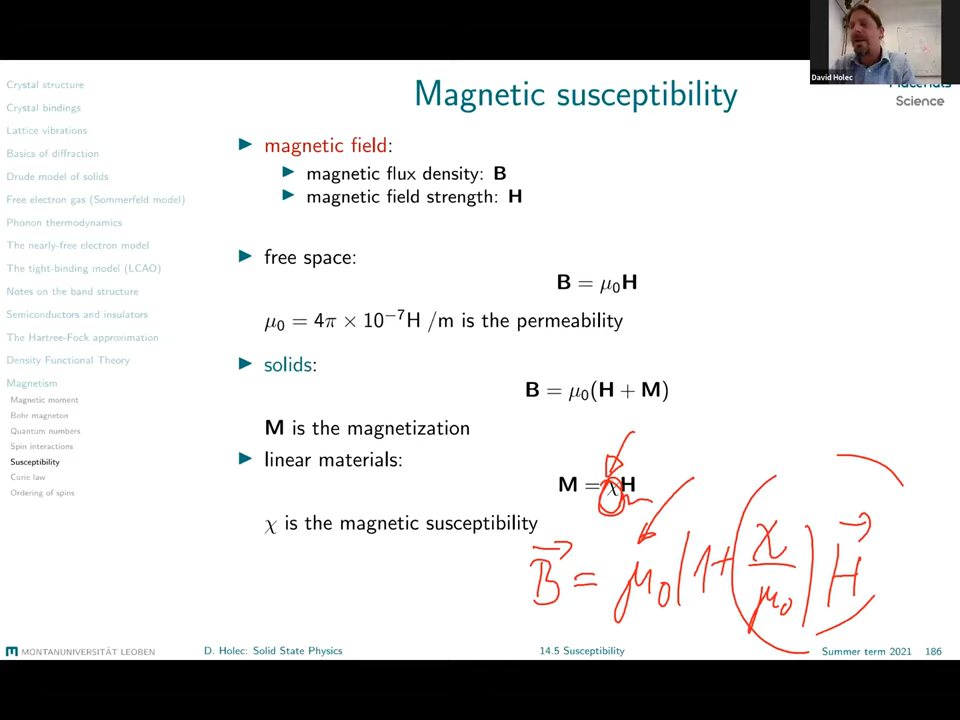 David Holec
Materials
Science
Magnetic susceptibility
Crystal structure
Crystal bindings
Lattice vibrations
Basics of diffraction
Drude model of solids
Free electron gas (Sommerfeld model)
Phonon thermodynamics
The nearly-free electron model
The tight-binding model (LCAO)
Notes on the band structure
Semiconductors and insulators
The Hartree-Fock approximation
Density Functional Theory
Magnetism
Magnetic moment
Bohr magneton
Quantum numbers
Spin interactions
Susceptibility
Curie law
Ordering of spins
▶ magnetic field:
▶ magnetic flux density: B
▶ magnetic field strength: H
▶ free space:
B = μ₀H
μ₀ = 4π × 10⁻⁷H /m is the permeability
▶ solids:
B = μ₀(H + M)
M is the magnetization
▶ linear materials:
M = χH
χ is the magnetic susceptibility
B⃗ = μ₀(1+(χ/μ₀)H⃗
MONTANUNIVERSITÄT LEOBEN
D. Holec: Solid State Physics
14.5 Susceptibility
Summer term 2021 186